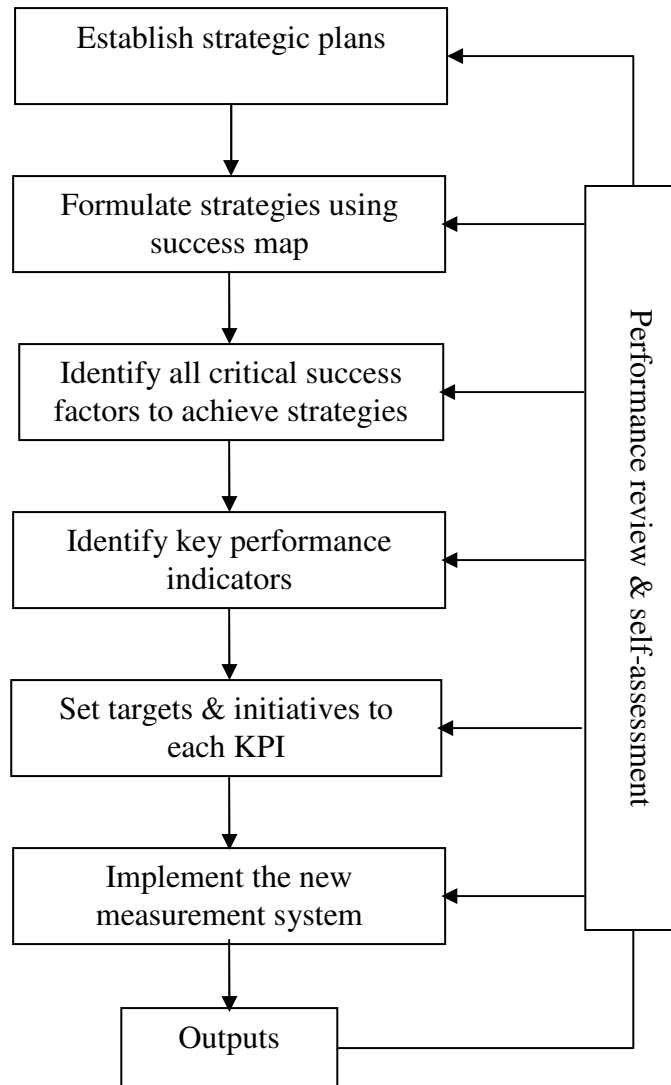 Establish strategic plans
Formulate strategies using
success map
Identify all critical success
factors to achieve strategies
Identify key performance
indicators
Set targets & initiatives to
each KPI
Implement the new
measurement system
Outputs
Performance review & self-assessment